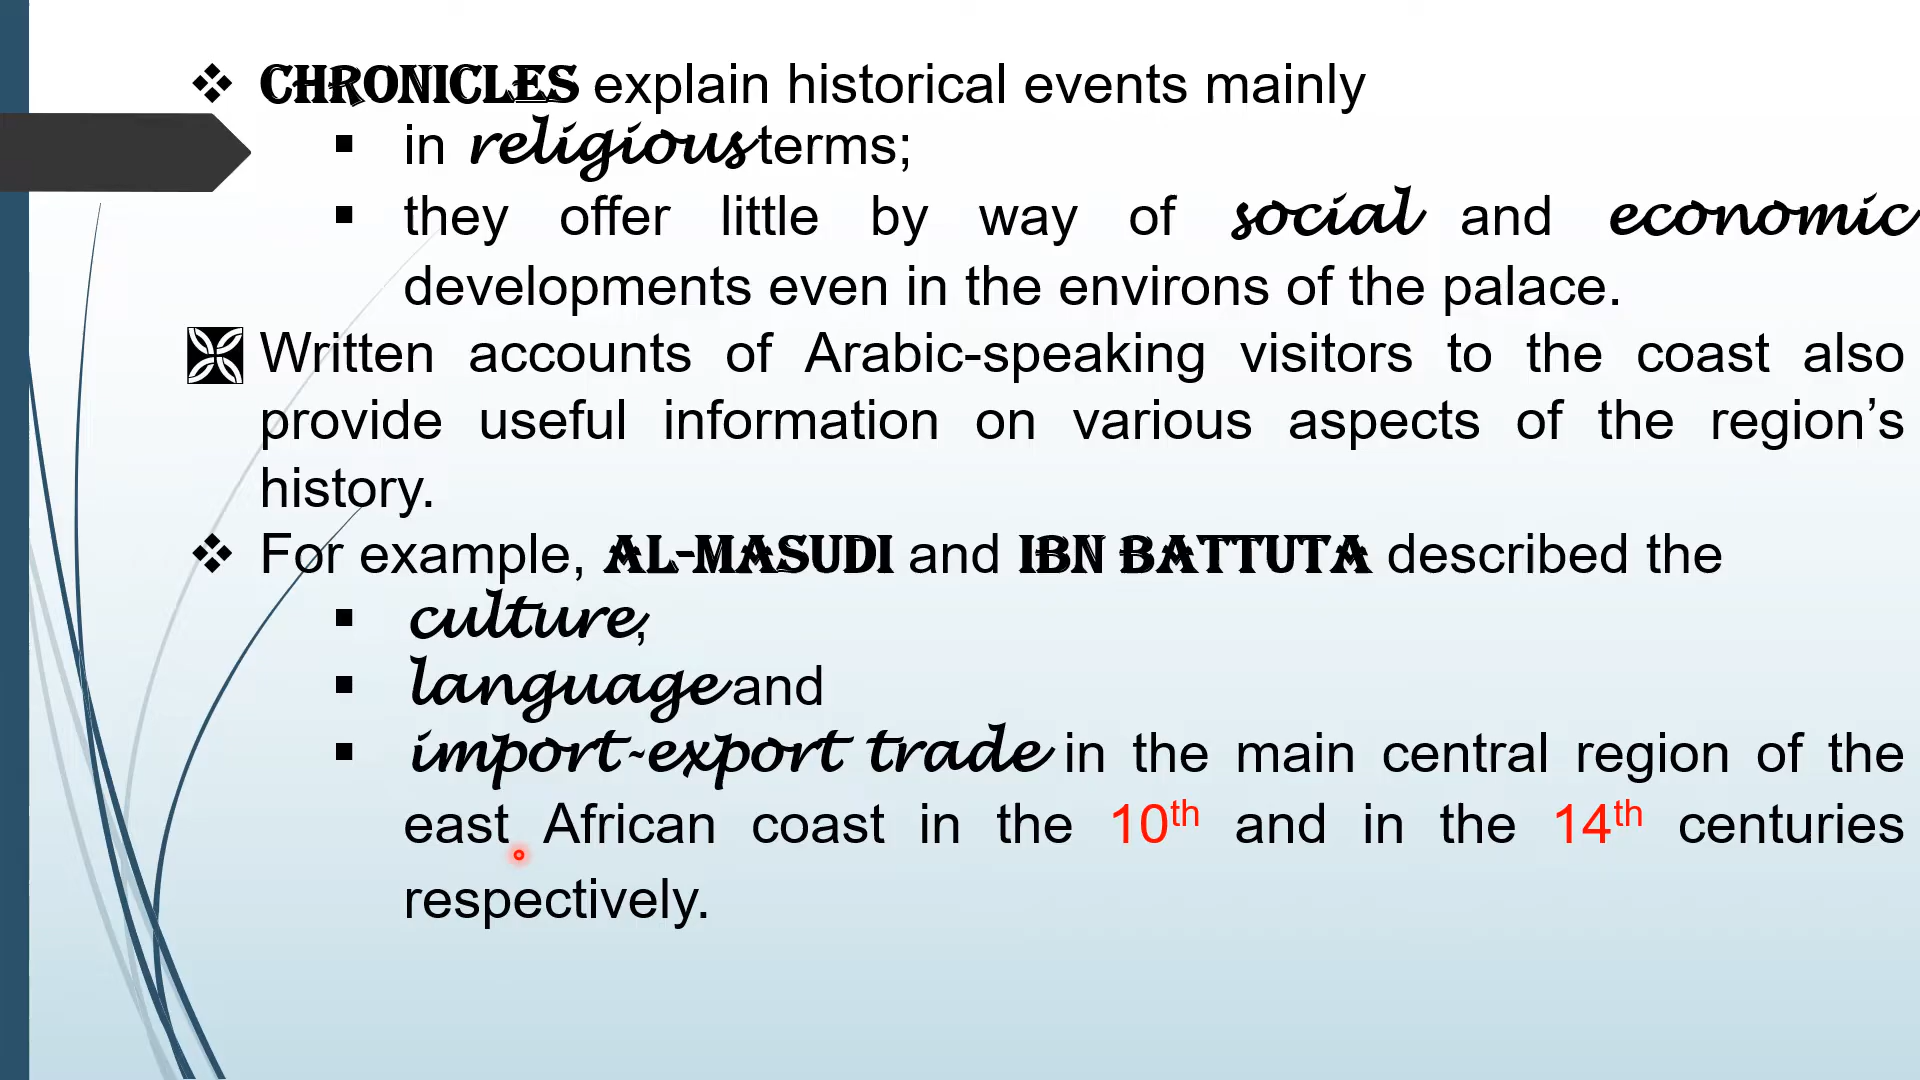 CHRONICLES explain historical events mainly
in religious terms;
they offer little by way of social and economic
developments even in the environs of the palace.
Written accounts of Arabic-speaking visitors to the coast also
provide useful information on various aspects of the region’s
history.
For example, AL-MASUDI and IBN BATTUTA described the
culture,
language and
import-export trade in the main central region of the
east African coast in the 10th and in the 14th centuries
respectively.